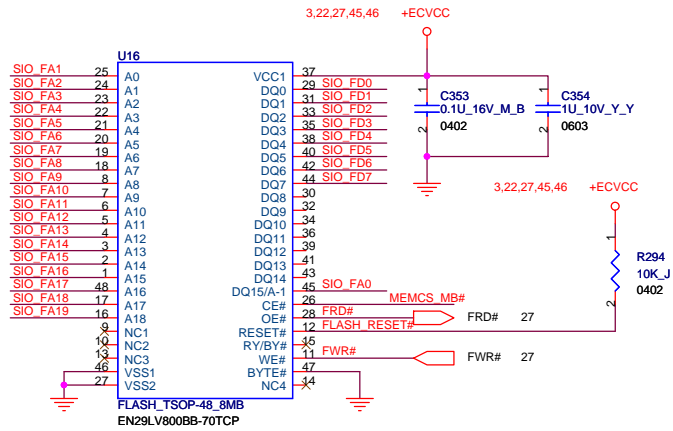 3,22,27,45,46 +ECVCC
U16
SIO_FA1 25 A0 VCC1 37
SIO_FA2 24 A1 DQ0 29 SIO_FD0
SIO_FA3 23 A2 DQ1 31 SIO_FD1
SIO_FA4 22 A3 DQ2 33 SIO_FD2
SIO_FA5 21 A4 DQ3 35 SIO_FD3
SIO_FA6 20 A5 DQ4 38 SIO_FD4
SIO_FA7 19 A6 DQ5 40 SIO_FD5
SIO_FA8 18 A7 DQ6 42 SIO_FD6
SIO_FA9 8 A8 DQ7 44 SIO_FD7
SIO_FA10 7 A9 DQ8 30
SIO_FA11 6 A10 DQ9 32
SIO_FA12 5 A11 DQ10 34
SIO_FA13 4 A12 DQ11 36
SIO_FA14 3 A13 DQ12 39
SIO_FA15 2 A14 DQ13 41
SIO_FA16 1 A15 DQ14 43
SIO_FA17 48 A16 DQ15/A-1 45 SIO_FA0
SIO_FA18 17 A17 CE# 26 MEMCS_MB#
SIO_FA19 16 A18 OE# 28 FRD# FRD# 27
9 NC1 RESET# 12 FLASH_RESET#
10 NC2 RY/BY# 15
13 NC3 WE# 11 FWR# FWR# 27
46 VSS1 BYTE# 47
27 VSS2 NC4 14
FLASH_TSOP-48_8MB
EN29LV800BB-70TCP
1
C353
0.1U_16V_M_B
2 0402
1
C354
1U_10V_Y_Y
2 0603
3,22,27,45,46 +ECVCC
1
R294
10K_J
2 0402